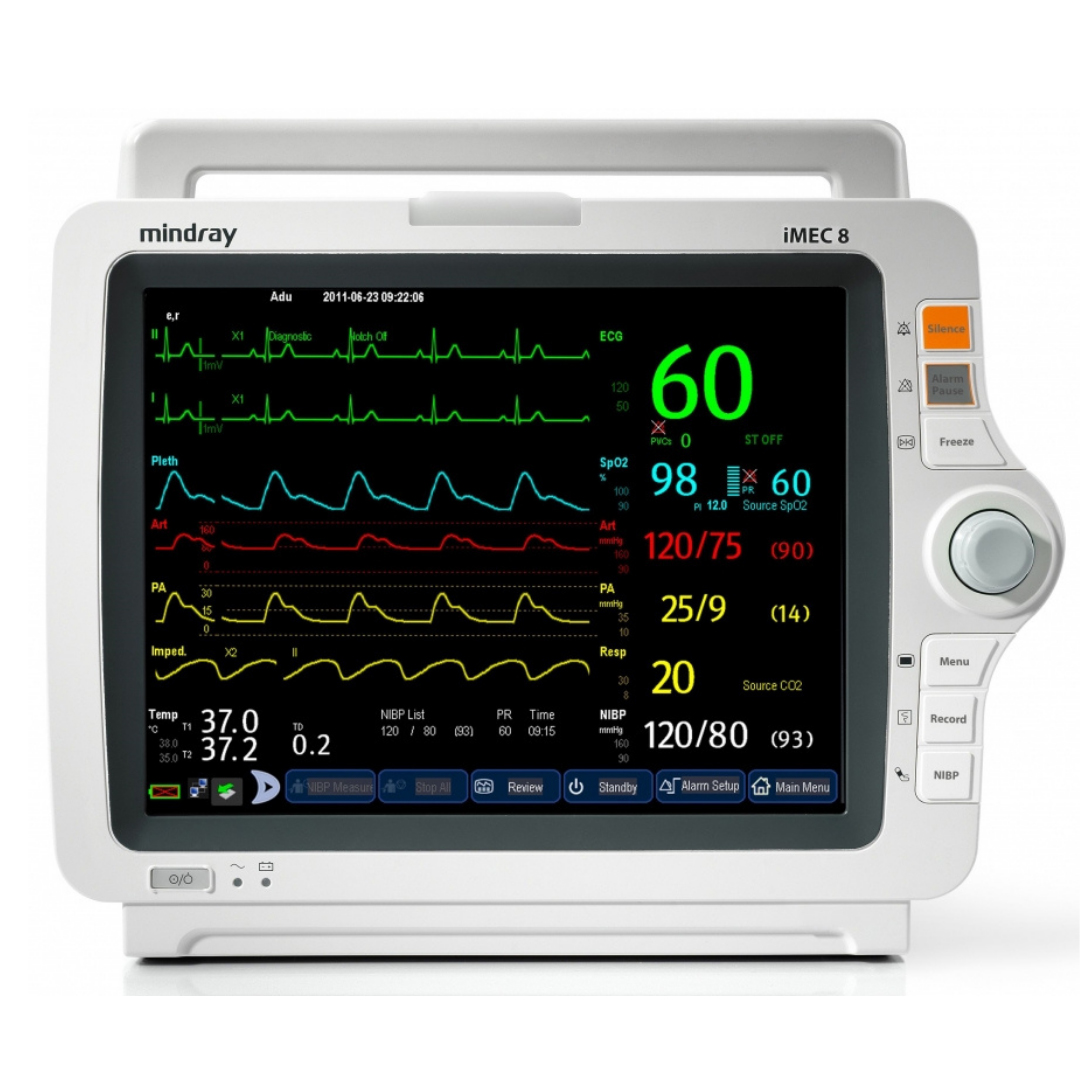 mindray
iMEC 8
Adu 2011-06-23 09:22:06
e,r
II X1 Diagnostic Notch Off ECG
1mV
60
120
50
I X1
1mV
PVCs 0 ST OFF
Pleth SpO2
%
98 PR 60
100
90
PI 12.0 Source SpO2
Art 160 Art
mmHg
80
120/75 (90)
160
0 90
PA 30 PA
mmHg
15 25/9 (14)
35
0 10
Imped. X2 II Resp
20
30 Source CO2
8
Temp NIBP List PR Time NIBP
°C T1 37.0 TD 120 / 80 (93) 60 09:15 mmHg 120/80 (93)
38.0 0.2 160
35.0 T2 37.2 90
NIBP Measure Stop All Review Standby Alarm Setup Main Menu
Silence
Alarm
Pause
Freeze
Menu
Record
NIBP